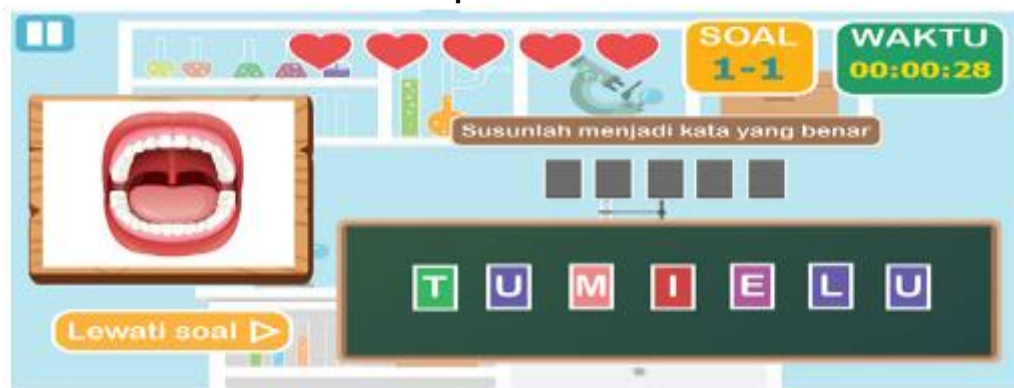 SOAL
1-1
WAKTU
00:00:28
Susunlah menjadi kata yang benar
T U M I E L U
Lewati soal